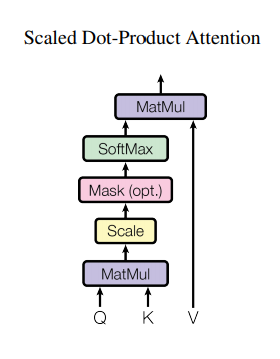 Scaled Dot-Product Attention
MatMul
SoftMax
Mask (opt.)
Scale
MatMul
Q K V